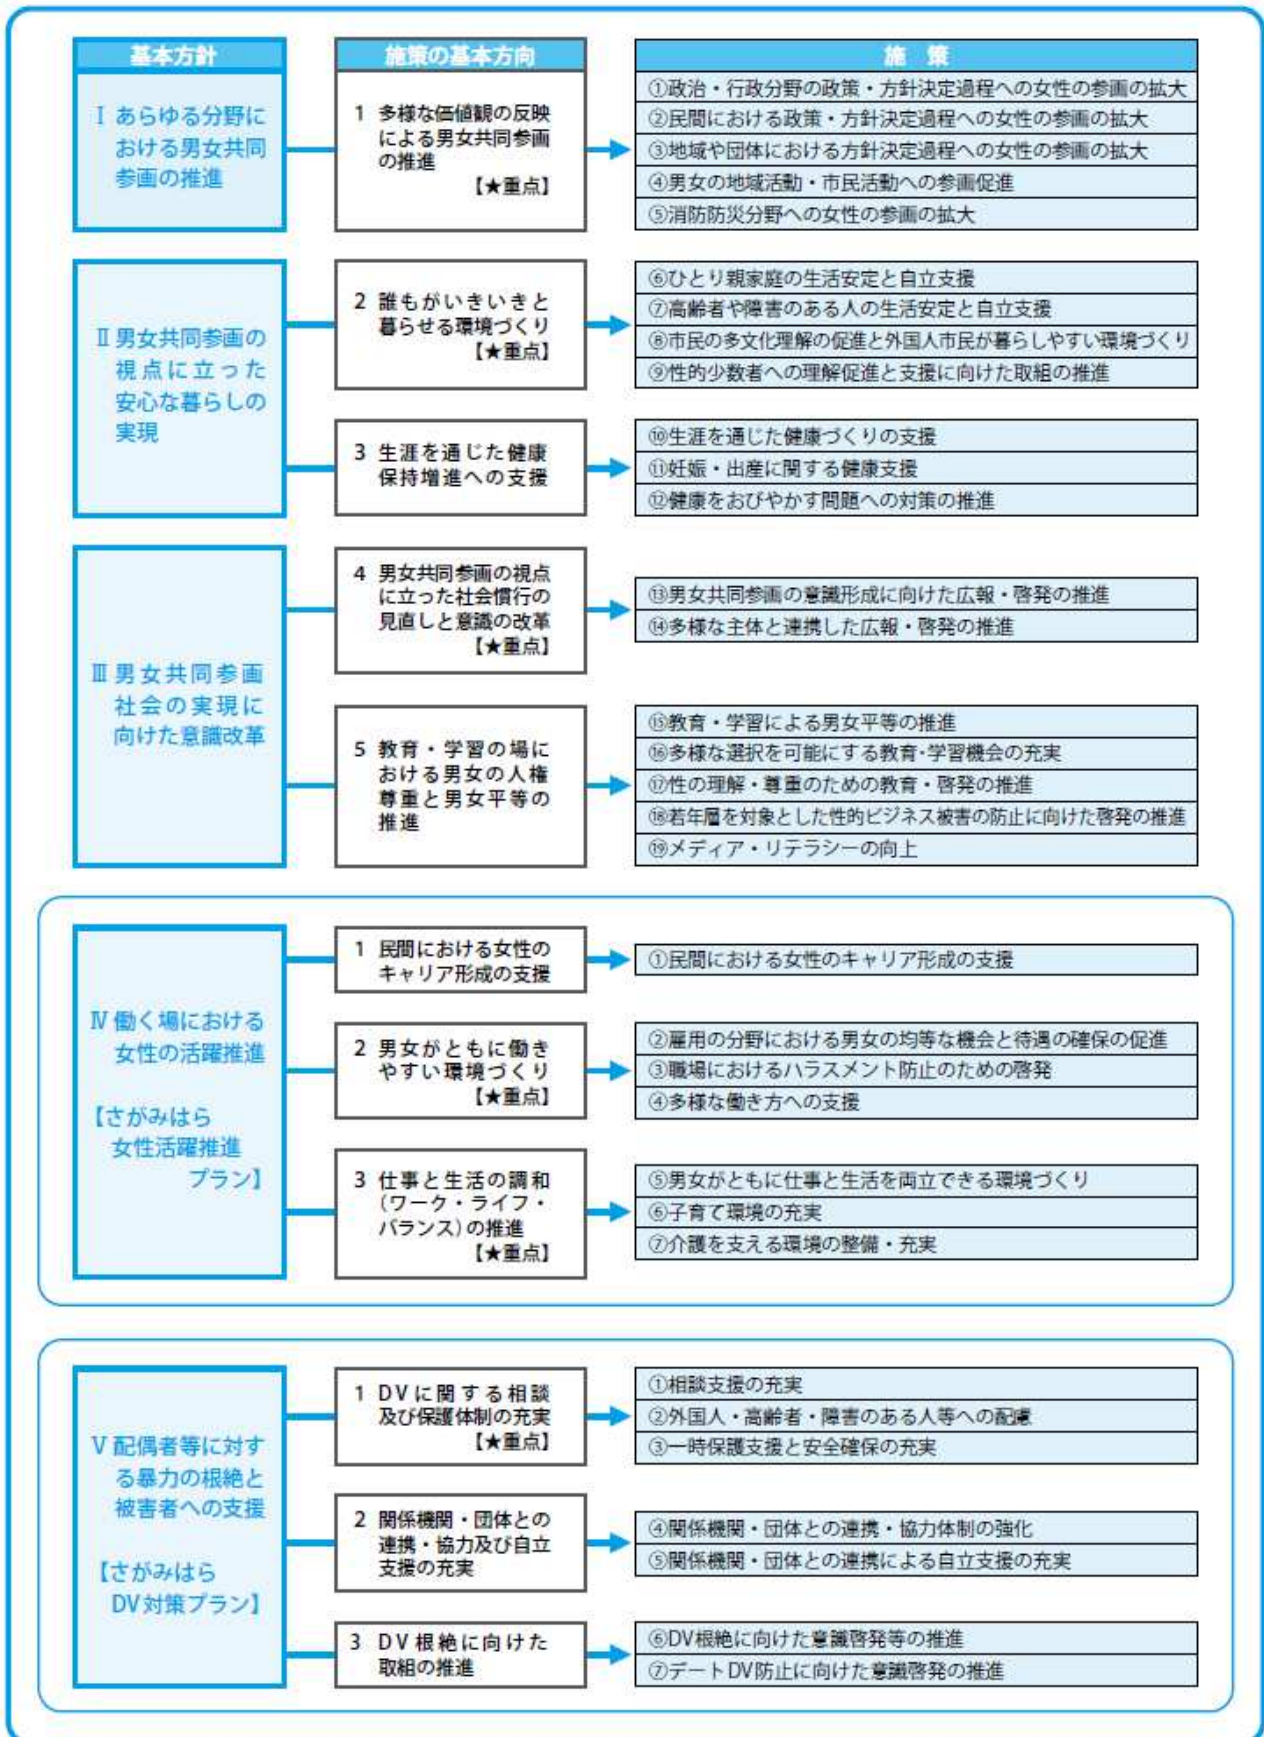 基本方針
施策の基本方向
施 策
Ⅰ あらゆる分野に
おける男女共同
参画の推進
1 多様な価値観の反映
による男女共同参画
の推進
【★重点】
①政治・行政分野の政策・方針決定過程への女性の参画の拡大
②民間における政策・方針決定過程への女性の参画の拡大
③地域や団体における方針決定過程への女性の参画の拡大
④男女の地域活動・市民活動への参画促進
⑤消防防災分野への女性の参画の拡大
Ⅱ 男女共同参画の
視点に立った
安心な暮らしの
実現
2 誰もがいきいきと
暮らせる環境づくり
【★重点】
⑥ひとり親家庭の生活安定と自立支援
⑦高齢者や障害のある人の生活安定と自立支援
⑧市民の多文化理解の促進と外国人市民が暮らしやすい環境づくり
⑨性的少数者への理解促進と支援に向けた取組の推進
3 生涯を通じた健康
保持増進への支援
⑩生涯を通じた健康づくりの支援
⑪妊娠・出産に関する健康支援
⑫健康をおびやかす問題への対策の推進
Ⅲ 男女共同参画
社会の実現に
向けた意識改革
4 男女共同参画の視点
に立った社会慣行の
見直しと意識の改革
【★重点】
⑬男女共同参画の意識形成に向けた広報・啓発の推進
⑭多様な主体と連携した広報・啓発の推進
5 教育・学習の場に
おける男女の人権
尊重と男女平等の
推進
⑮教育・学習による男女平等の推進
⑯多様な選択を可能にする教育・学習機会の充実
⑰性の理解・尊重のための教育・啓発の推進
⑱若年層を対象とした性的ビジネス被害の防止に向けた啓発の推進
⑲メディア・リテラシーの向上
Ⅳ 働く場における
女性の活躍推進
【さがみはら
女性活躍推進
プラン】
1 民間における女性の
キャリア形成の支援
①民間における女性のキャリア形成の支援
2 男女がともに働き
やすい環境づくり
【★重点】
②雇用の分野における男女の均等な機会と待遇の確保の促進
③職場におけるハラスメント防止のための啓発
④多様な働き方への支援
3 仕事と生活の調和
(ワーク・ライフ・
バランス)の推進
【★重点】
⑤男女がともに仕事と生活を両立できる環境づくり
⑥子育て環境の充実
⑦介護を支える環境の整備・充実
Ⅴ 配偶者等に対す
る暴力の根絶と
被害者への支援
【さがみはら
DV対策プラン】
1 DVに関する相談
及び保護体制の充実
【★重点】
①相談支援の充実
②外国人・高齢者・障害のある人等への配慮
③一時保護支援と安全確保の充実
2 関係機関・団体との
連携・協力及び自立
支援の充実
④関係機関・団体との連携・協力体制の強化
⑤関係機関・団体との連携による自立支援の充実
3 DV根絶に向けた
取組の推進
⑥DV根絶に向けた意識啓発等の推進
⑦デートDV防止に向けた意識啓発の推進